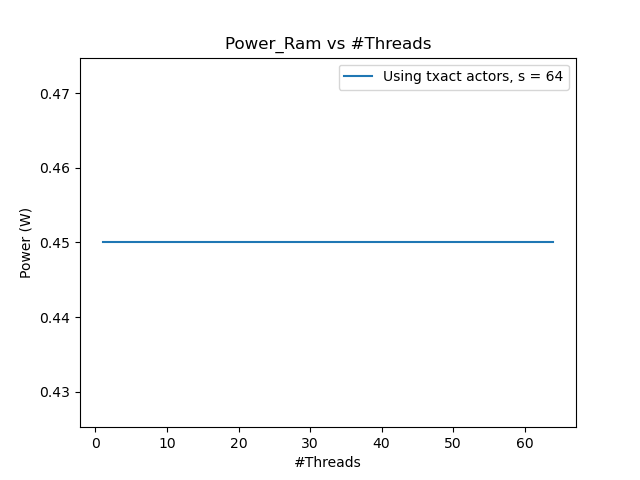 Power_Ram vs #Threads
Using txact actors, s = 64
0.47
0.46
0.45
0.44
0.43
Power (W)
0 10 20 30 40 50 60
#Threads